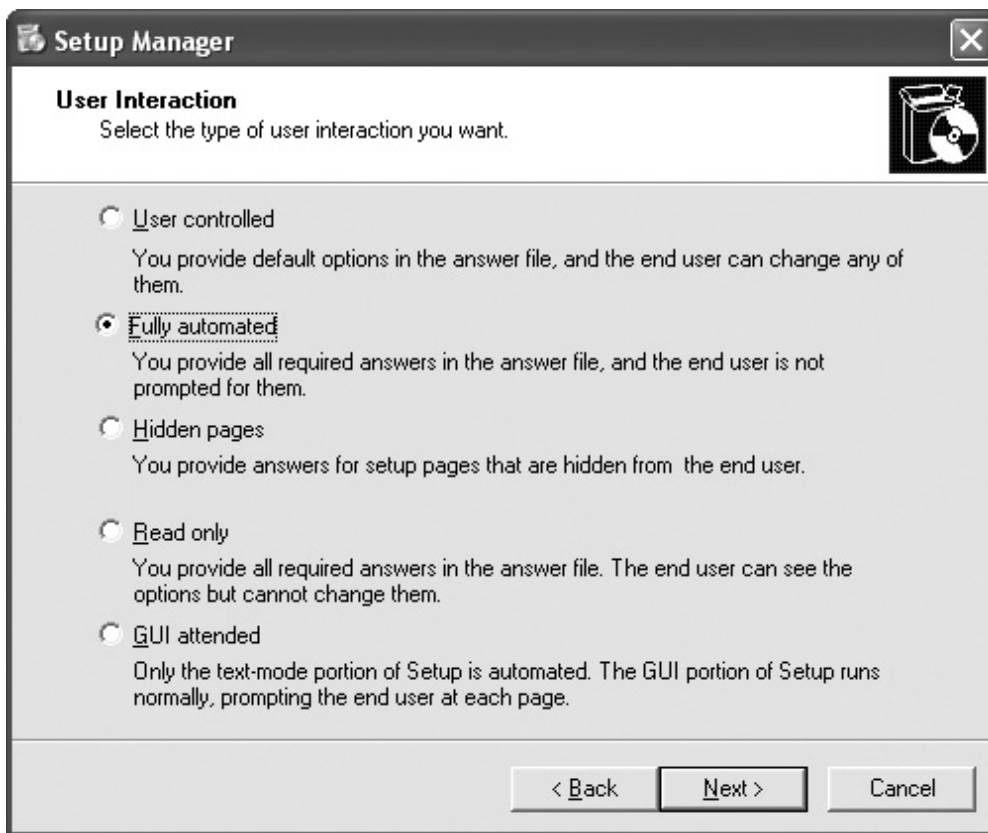 Setup Manager
User Interaction
Select the type of user interaction you want.
User controlled
You provide default options in the answer file, and the end user can change any of
them.
Fully automated
You provide all required answers in the answer file, and the end user is not
prompted for them.
Hidden pages
You provide answers for setup pages that are hidden from the end user.
Read only
You provide all required answers in the answer file. The end user can see the
options but cannot change them.
GUI attended
Only the text-mode portion of Setup is automated. The GUI portion of Setup runs
normally, prompting the end user at each page.
< Back Next > Cancel